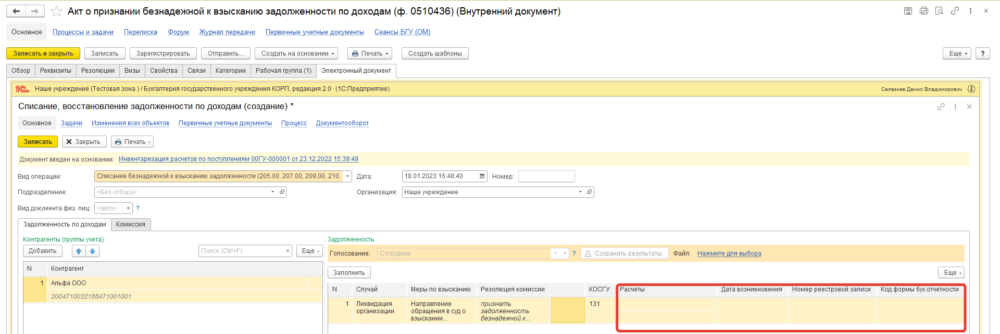 Акт о признании безнадежной к взысканию задолженности по доходам (ф. 0510436) (Внутренний документ)
Основное Процессы и задачи Переписка Форум Журнал передачи Первичные учетные документы Сеансы БГУ (ОМ)
Записать и закрыть Записать Зарегистрировать Отправить... Создать на основании Печать Создать шаблоны Еще ?
Обзор Реквизиты Резолюции Визы Свойства Связи Категории Рабочая группа (1) Электронный документ
1С Наше учреждение (Тестовая зона ) / Бухгалтерия государственного учреждения КОРП, редакция 2.0 (1С:Предприятие) Селезнев Денис Владимирович
Списание, восстановление задолженности по доходам (создание) *
Основное Задачи Изменения всех объектов Первичные учетные документы Процесс Документооборот
Записать Закрыть Печать
Документ введен на основании: Инвентаризация расчетов по поступлениям 00ГУ-000001 от 23.12.2022 15:39:49
Вид операции: Списание безнадежной к взысканию задолженности (205.00, 207.00, 209.00, 210. Дата: 18.01.2023 16:48:40 Номер:
Подразделение: <Без отбора> Организация: Наше учреждение
Вид документа физ. лиц: <авто> × ?
Задолженность по доходам Комиссия
Контрагенты (группы учета) Задолженность
Добавить Поиск (Ctrl+F) × Еще Голосование: Сотрудник × ? Сохранить результаты Файл: Нажмите для выбора
Заполнить Еще
N Контрагент
1 Альфа ООО
2004710032188471001001
N Случай Меры по взысканию Резолюция комиссии КОСГУ Расчеты Дата возникновения Номер реестровой записи Код формы бух.отчетности
1 Ликвидация Направление признать 131
организации обращения в суд о задолженность
взыскании... безнадежной к...